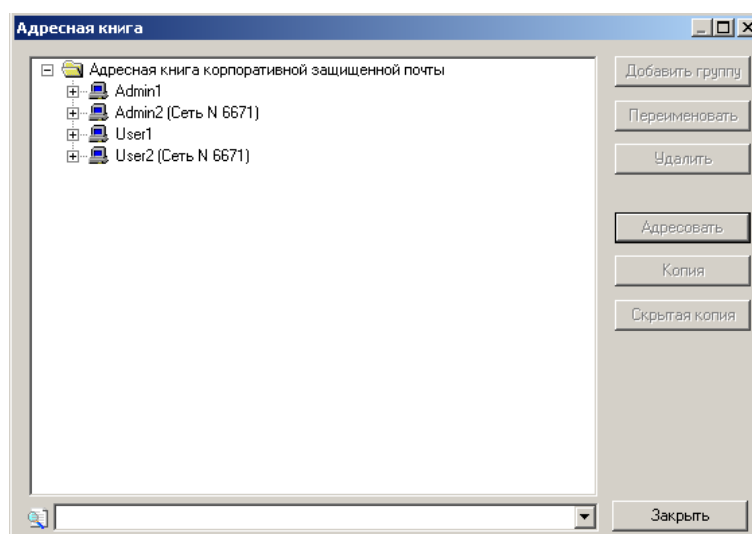 Адресная книга
Адресная книга корпоративной защищенной почты
Admin1
Admin2 (Сеть N 6671)
User1
User2 (Сеть N 6671)
Добавить группу
Переименовать
Удалить
Адресовать
Копия
Скрытая копия
Закрыть